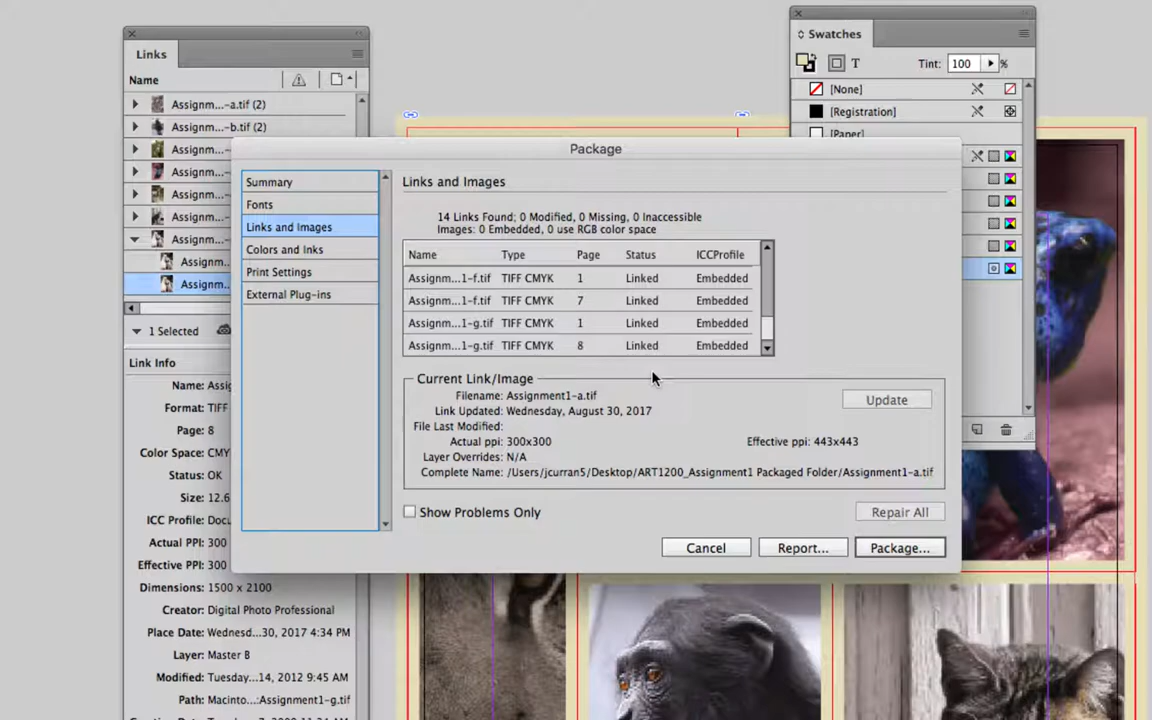 Links
Name
Assignm...-a.tif (2)
Assignm...-b.tif (2)
Assignm
Assignm
Assignm
Assignm
Assignm
Assignm.
Assignm.
1 Selected
Link Info
Name: Assig
Format: TIFF
Page: 8
Color Space: CMY
Status: OK
Size: 12.6
ICC Profile: Docu
Actual PPI: 300
Effective PPI: 300
Dimensions: 1500 x 2100
Creator: Digital Photo Professional
Place Date: Wednesd...30, 2017 4:34 PM
Layer: Master B
Modified: Tuesday...14, 2012 9:45 AM
Path: Macinto...:Assignment1-g.tif
Swatches
T
Tint: 100 %
[None]
[Registration]
[Paper]
Package
Summary
Fonts
Links and Images
Colors and Inks
Print Settings
External Plug-ins
Links and Images
14 Links Found; 0 Modified, 0 Missing, 0 Inaccessible
Images: 0 Embedded, 0 use RGB color space
Name Type Page Status ICCProfile
Assignm...1-f.tif TIFF CMYK 1 Linked Embedded
Assignm...1-f.tif TIFF CMYK 7 Linked Embedded
Assignm...1-g.tif TIFF CMYK 1 Linked Embedded
Assignm...1-g.tif TIFF CMYK 8 Linked Embedded
Current Link/Image
Filename: Assignment1-a.tif
Link Updated: Wednesday, August 30, 2017
Update
File Last Modified:
Actual ppi: 300x300 Effective ppi: 443x443
Layer Overrides: N/A
Complete Name: /Users/jcurran5/Desktop/ART1200_Assignment1 Packaged Folder/Assignment1-a.tif
Show Problems Only
Repair All
Cancel
Report...
Package...